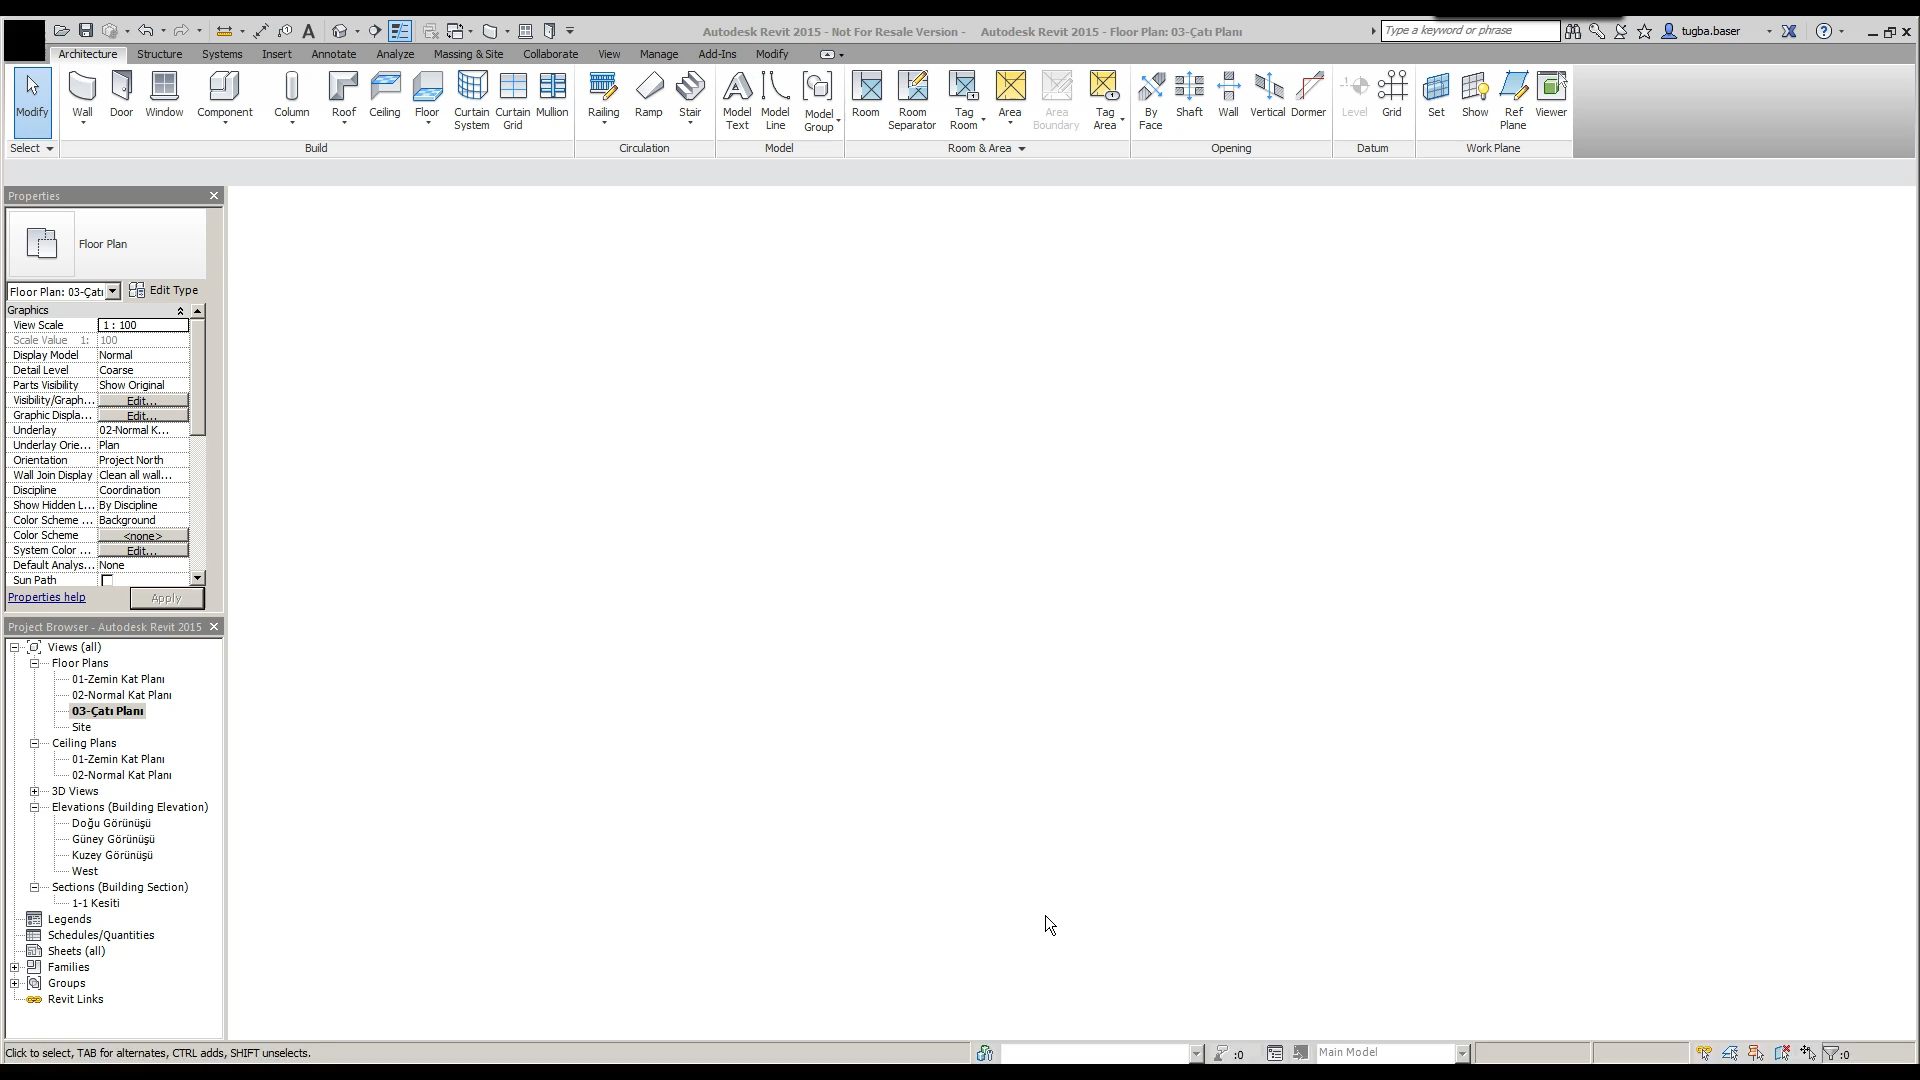 Autodesk Revit 2015 - Not For Resale Version -    Autodesk Revit 2015 - Floor Plan: 03-Çatı Planı
Type a keyword or phrase
tugba.baser
Architecture Structure Systems Insert Annotate Analyze Massing & Site Collaborate View Manage Add-Ins Modify
Modify Wall Door Window Component Column Roof Ceiling Floor Curtain System Curtain Grid Mullion Railing Ramp Stair Model Text Model Line Model Group Room Room Separator Tag Room Area Area Boundary Tag Area By Face Shaft Wall Vertical Dormer Level Grid Set Show Ref Plane Viewer
Select Build Circulation Model Room & Area Opening Datum Work Plane
Properties
Floor Plan
Floor Plan: 03-Çatı Edit Type
Graphics
View Scale 1 : 100
Scale Value 1: 100
Display Model Normal
Detail Level Coarse
Parts Visibility Show Original
Visibility/Graph... Edit...
Graphic Displa... Edit...
Underlay 02-Normal K...
Underlay Orie... Plan
Orientation Project North
Wall Join Display Clean all wall...
Discipline Coordination
Show Hidden L... By Discipline
Color Scheme ... Background
Color Scheme <none>
System Color ... Edit...
Default Analys... None
Sun Path
Properties help Apply
Project Browser - Autodesk Revit 2015
Views (all)
Floor Plans
01-Zemin Kat Planı
02-Normal Kat Planı
03-Çatı Planı
Site
Ceiling Plans
01-Zemin Kat Planı
02-Normal Kat Planı
3D Views
Elevations (Building Elevation)
Doğu Görünüşü
Güney Görünüşü
Kuzey Görünüşü
West
Sections (Building Section)
1-1 Kesiti
Legends
Schedules/Quantities
Sheets (all)
Families
Groups
Revit Links
Click to select, TAB for alternates, CTRL adds, SHIFT unselects.
:0
Main Model
:0